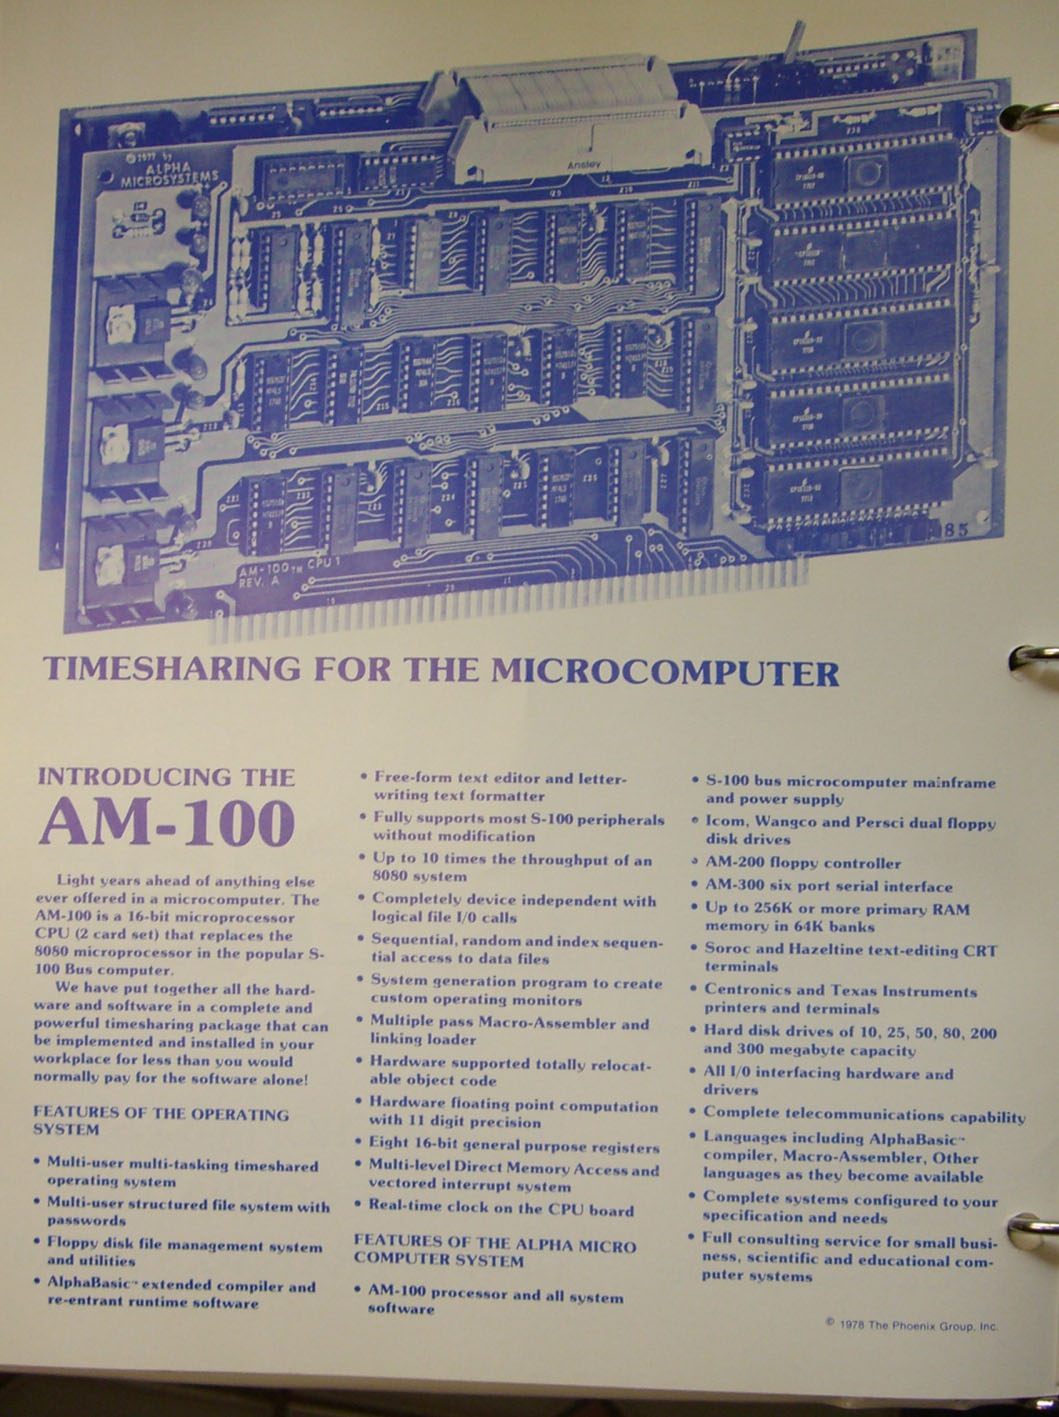 © 1977 by
ALPHA
MICROSYSTEMS
Ansley
AM-100™ CPU 1
REV. A
85
TIMESHARING FOR THE MICROCOMPUTER
INTRODUCING THE
AM-100
Light years ahead of anything else
ever offered in a microcomputer. The
AM-100 is a 16-bit microprocessor
CPU (2 card set) that replaces the
8080 microprocessor in the popular S-
100 Bus computer.
We have put together all the hard-
ware and software in a complete and
powerful timesharing package that can
be implemented and installed in your
workplace for less than you would
normally pay for the software alone!
FEATURES OF THE OPERATING
SYSTEM
• Multi-user multi-tasking timeshared
operating system
• Multi-user structured file system with
passwords
• Floppy disk file management system
and utilities
• AlphaBasic™ extended compiler and
re-entrant runtime software
• Free-form text editor and letter-
writing text formatter
• Fully supports most S-100 peripherals
without modification
• Up to 10 times the throughput of an
8080 system
• Completely device independent with
logical file I/O calls
• Sequential, random and index sequen-
tial access to data files
• System generation program to create
custom operating monitors
• Multiple pass Macro-Assembler and
linking loader
• Hardware supported totally relocat-
able object code
• Hardware floating point computation
with 11 digit precision
• Eight 16-bit general purpose registers
• Multi-level Direct Memory Access and
vectored interrupt system
• Real-time clock on the CPU board
FEATURES OF THE ALPHA MICRO
COMPUTER SYSTEM
• AM-100 processor and all system
software
• S-100 bus microcomputer mainframe
and power supply
• Icom, Wangco and Persci dual floppy
disk drives
• AM-200 floppy controller
• AM-300 six port serial interface
• Up to 256K or more primary RAM
memory in 64K banks
• Soroc and Hazeltine text-editing CRT
terminals
• Centronics and Texas Instruments
printers and terminals
• Hard disk drives of 10, 25, 50, 80, 200
and 300 megabyte capacity
• All I/O interfacing hardware and
drivers
• Complete telecommunications capability
• Languages including AlphaBasic™
compiler, Macro-Assembler, Other
languages as they become available
• Complete systems configured to your
specification and needs
• Full consulting service for small busi-
ness, scientific and educational com-
puter systems
© 1978 The Phoenix Group, Inc.